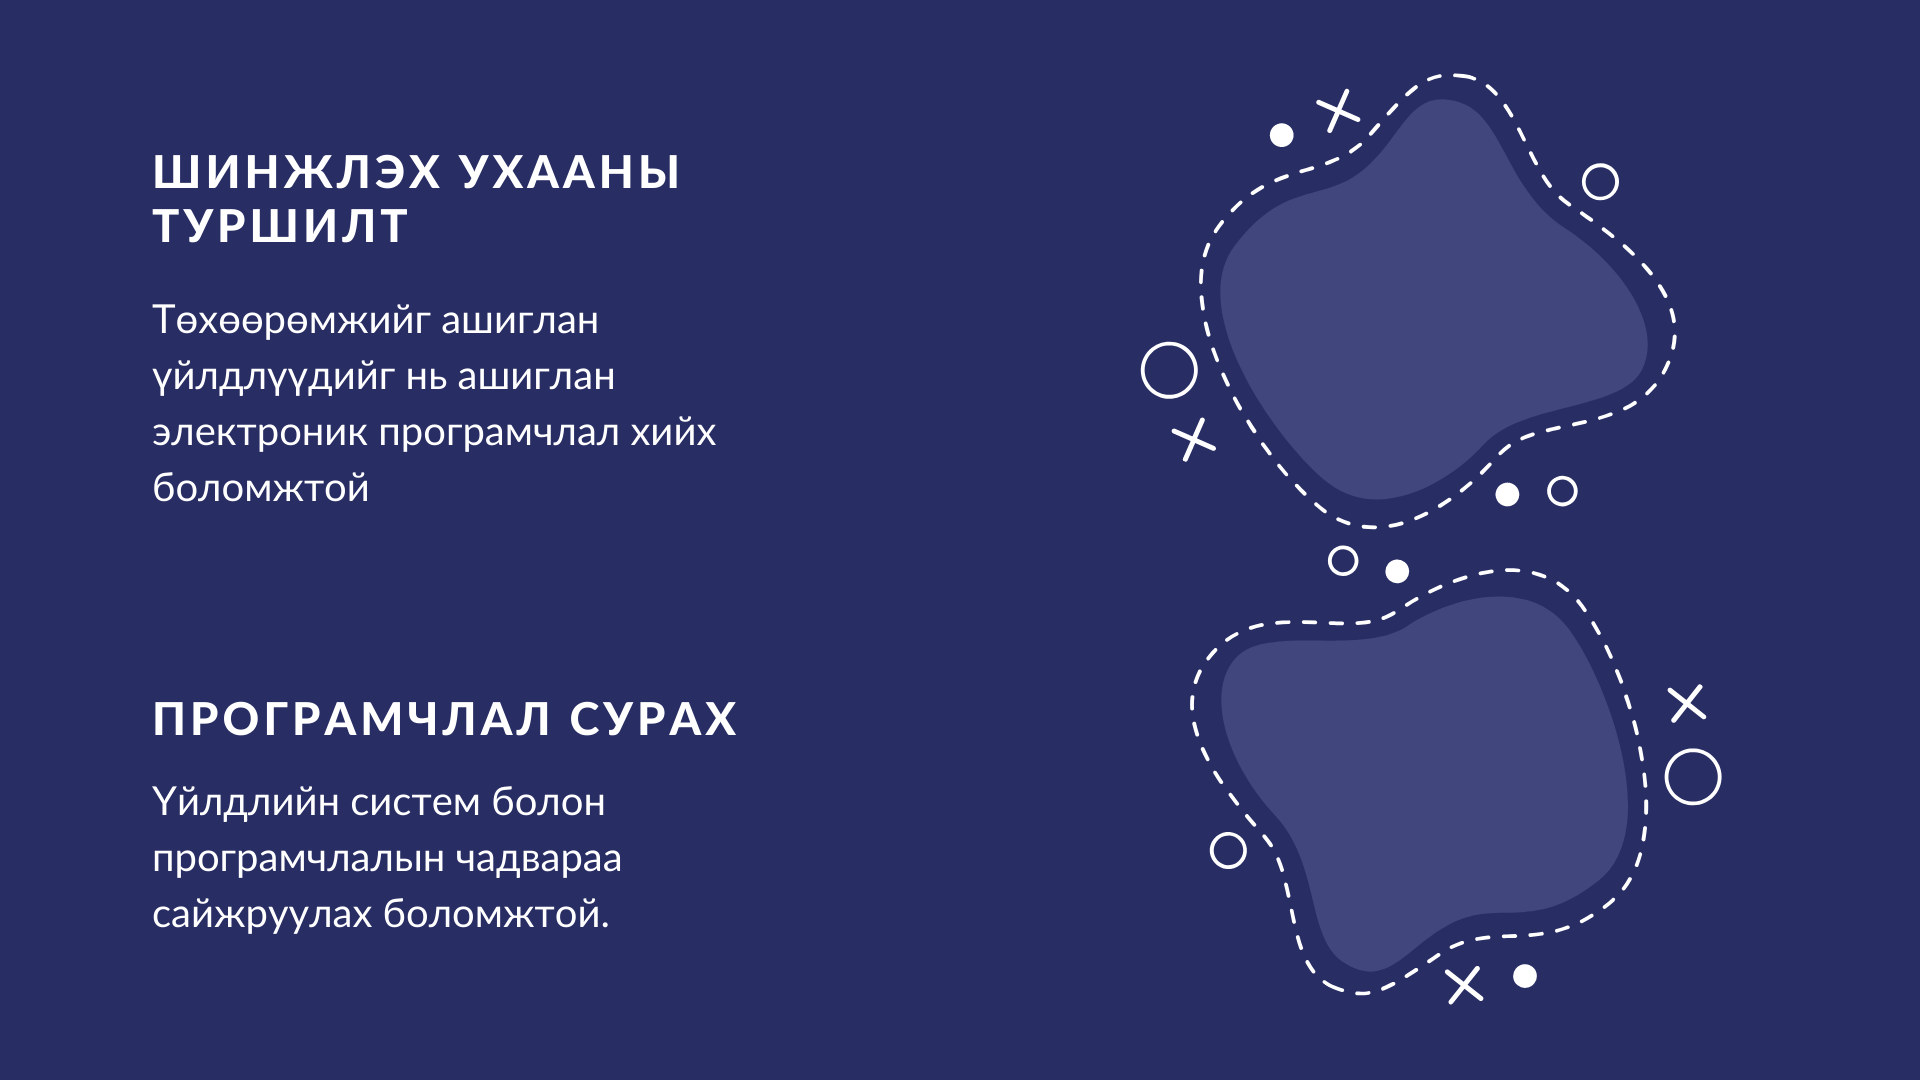 ШИНЖЛЭХ УХААНЫ
ТУРШИЛТ
Төхөөрөмжийг ашиглан
үйлдлүүдийг нь ашиглан
электроник програмчлал хийх
боломжтой
ПРОГРАМЧЛАЛ СУРАХ
Үйлдлийн систем болон
програмчлалын чадвараа
сайжруулах боломжтой.